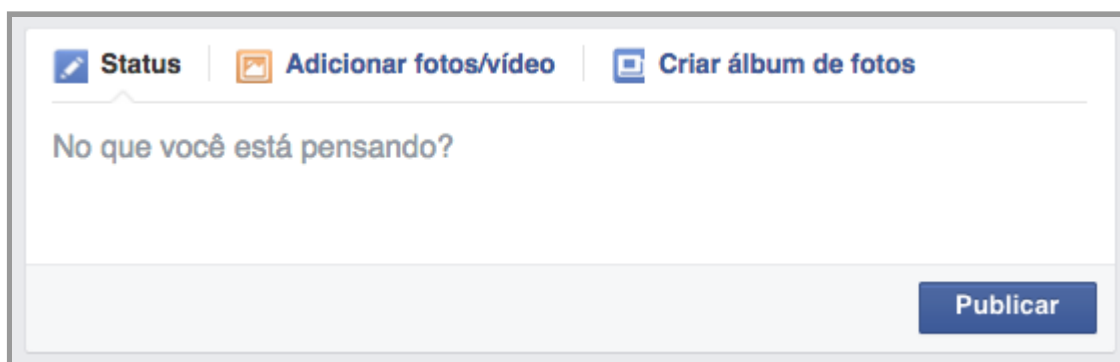 Status Adicionar fotos/vídeo Criar álbum de fotos
No que você está pensando?
Publicar